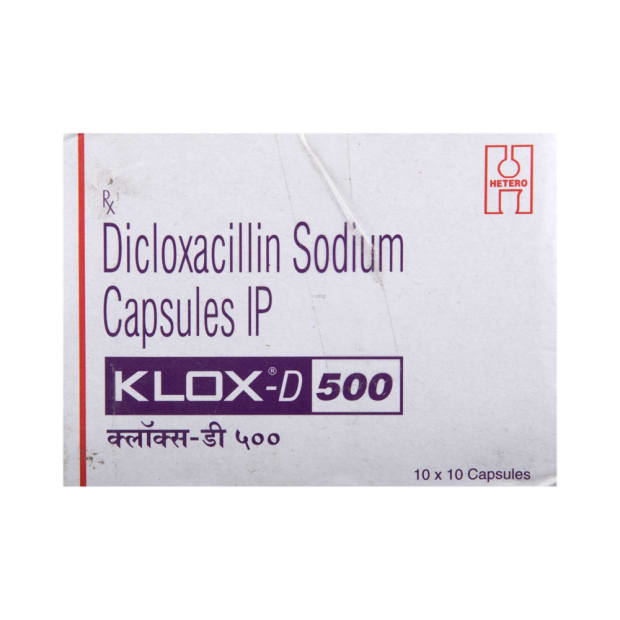 HETERO
Rx
Dicloxacillin Sodium
Capsules IP
KLOX®-D 500
क्लॉक्स-डी ५००
10 x 10 Capsules